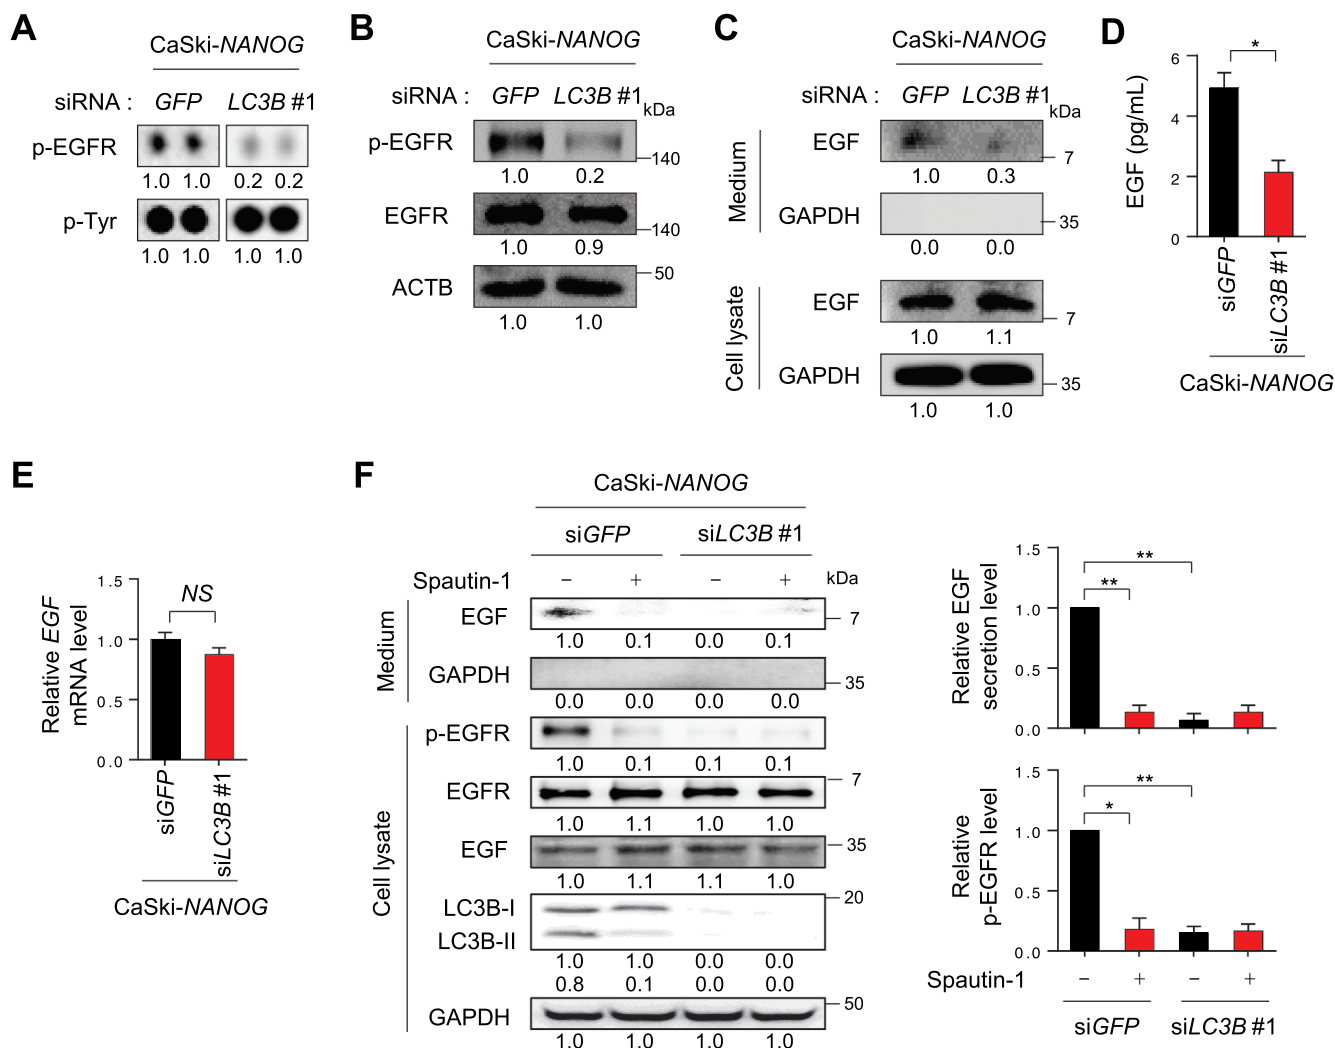 A
CaSki-NANOG
siRNA : GFP LC3B #1
p-EGFR
1.0 1.0 0.2 0.2
p-Tyr
1.0 1.0 1.0 1.0
B
CaSki-NANOG
siRNA : GFP LC3B #1
kDa
p-EGFR
140
1.0 0.2
EGFR
140
1.0 0.9
50
ACTB
1.0 1.0
C
CaSki-NANOG
siRNA : GFP LC3B #1
kDa
Medium
EGF
7
1.0 0.3
GAPDH
35
0.0 0.0
Cell lysate
EGF
7
1.0 1.1
GAPDH
35
1.0 1.0
D
EGF (pg/mL)
6
*
4
2
0
siGFP
siLC3B #1
CaSki-NANOG
E
Relative EGF
mRNA level
1.5
NS
1.0
0.5
0.0
siGFP
siLC3B #1
CaSki-NANOG
F
CaSki-NANOG
siGFP siLC3B #1
Spautin-1 − + − + kDa
Medium
EGF
7
1.0 0.1 0.0 0.1
GAPDH
35
0.0 0.0 0.0 0.0
Cell lysate
p-EGFR
1.0 0.1 0.1 0.1
7
EGFR
1.0 1.1 1.0 1.0
35
EGF
1.0 1.1 1.1 1.0
20
LC3B-I
LC3B-II
1.0 1.0 0.0 0.0
0.8 0.1 0.0 0.0
50
GAPDH
1.0 1.0 1.0 1.0
Relative EGF
secretion level
1.5
**
**
1.0
0.5
0.0
Relative
p-EGFR level
1.5
**
*
1.0
0.5
0.0
Spautin-1 − + − +
siGFP siLC3B #1